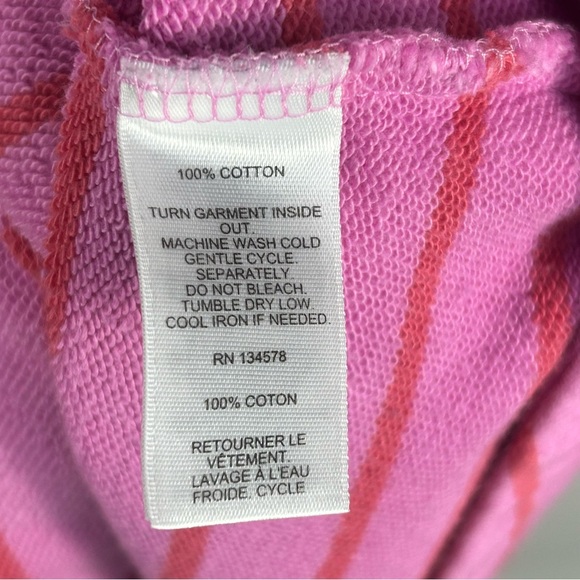 100% COTTON
TURN GARMENT INSIDE
OUT.
MACHINE WASH COLD
GENTLE CYCLE.
SEPARATELY
DO NOT BLEACH.
TUMBLE DRY LOW.
COOL IRON IF NEEDED.
RN 134578
100% COTON
RETOURNER LE
VÊTEMENT.
LAVAGE À L'EAU
FROIDE. CYCLE